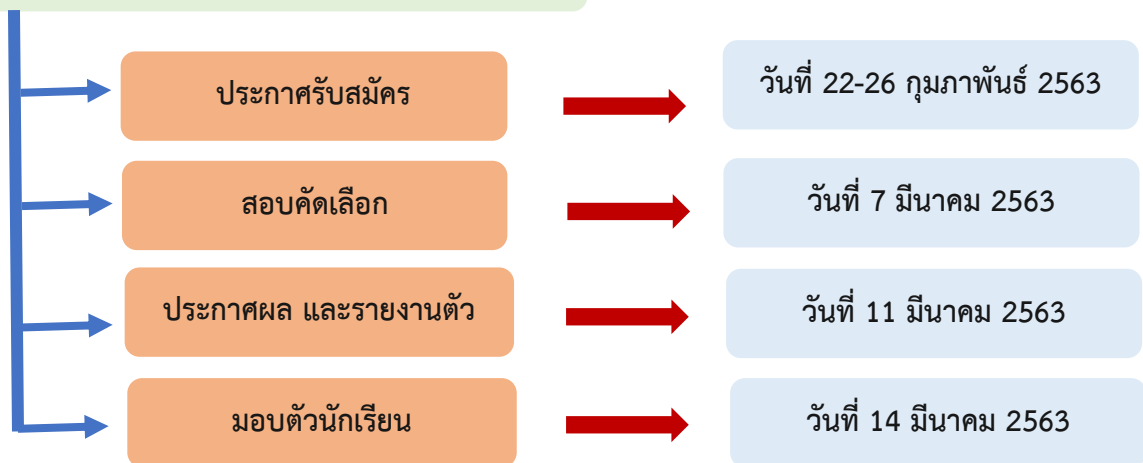 ประกาศรับสมัคร
วันที่ 22-26 กุมภาพันธ์ 2563
สอบคัดเลือก
วันที่ 7 มีนาคม 2563
ประกาศผล และรายงานตัว
วันที่ 11 มีนาคม 2563
มอบตัวนักเรียน
วันที่ 14 มีนาคม 2563